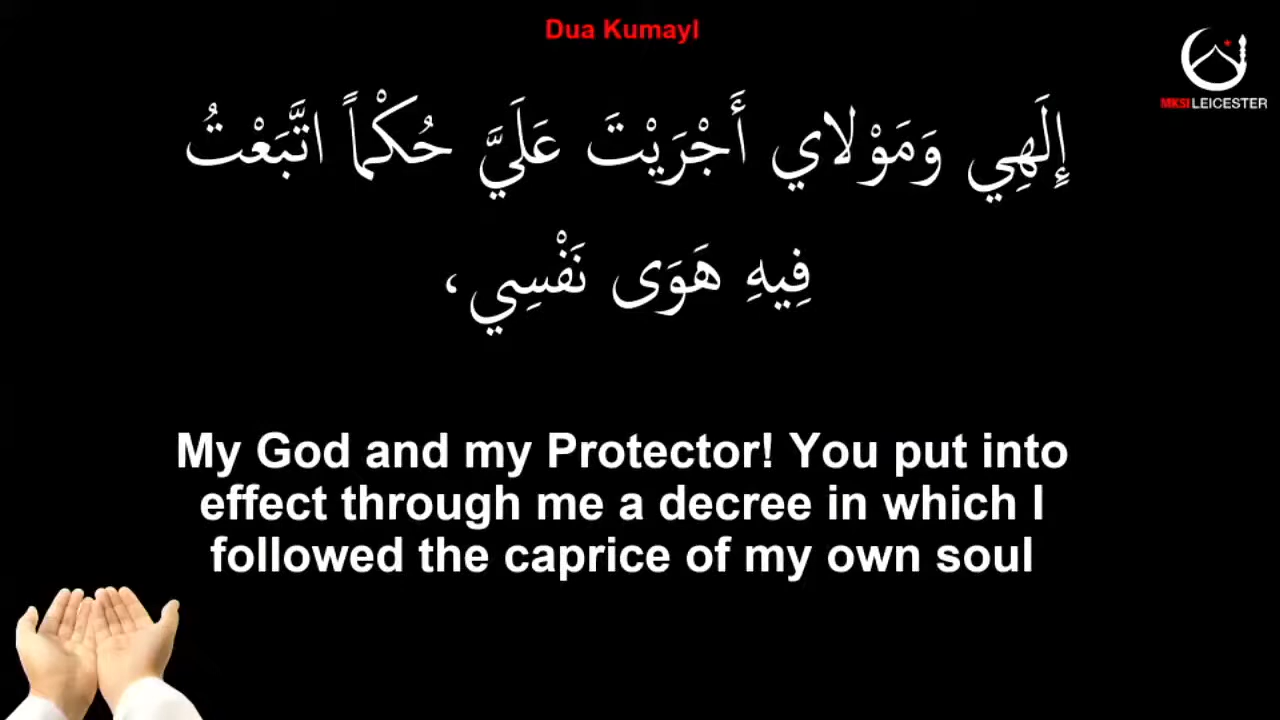 Dua Kumayl
MKSI LEICESTER
إِلَهِي وَمَوْلاي أَجْرَيْتَ عَلَيَّ حُكْماً اتَّبَعْتُ
فِيهِ هَوَى نَفْسِي،
My God and my Protector! You put into
effect through me a decree in which I
followed the caprice of my own soul